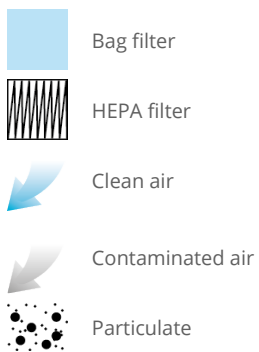 Bag filter
HEPA filter
Clean air
Contaminated air
Particulate